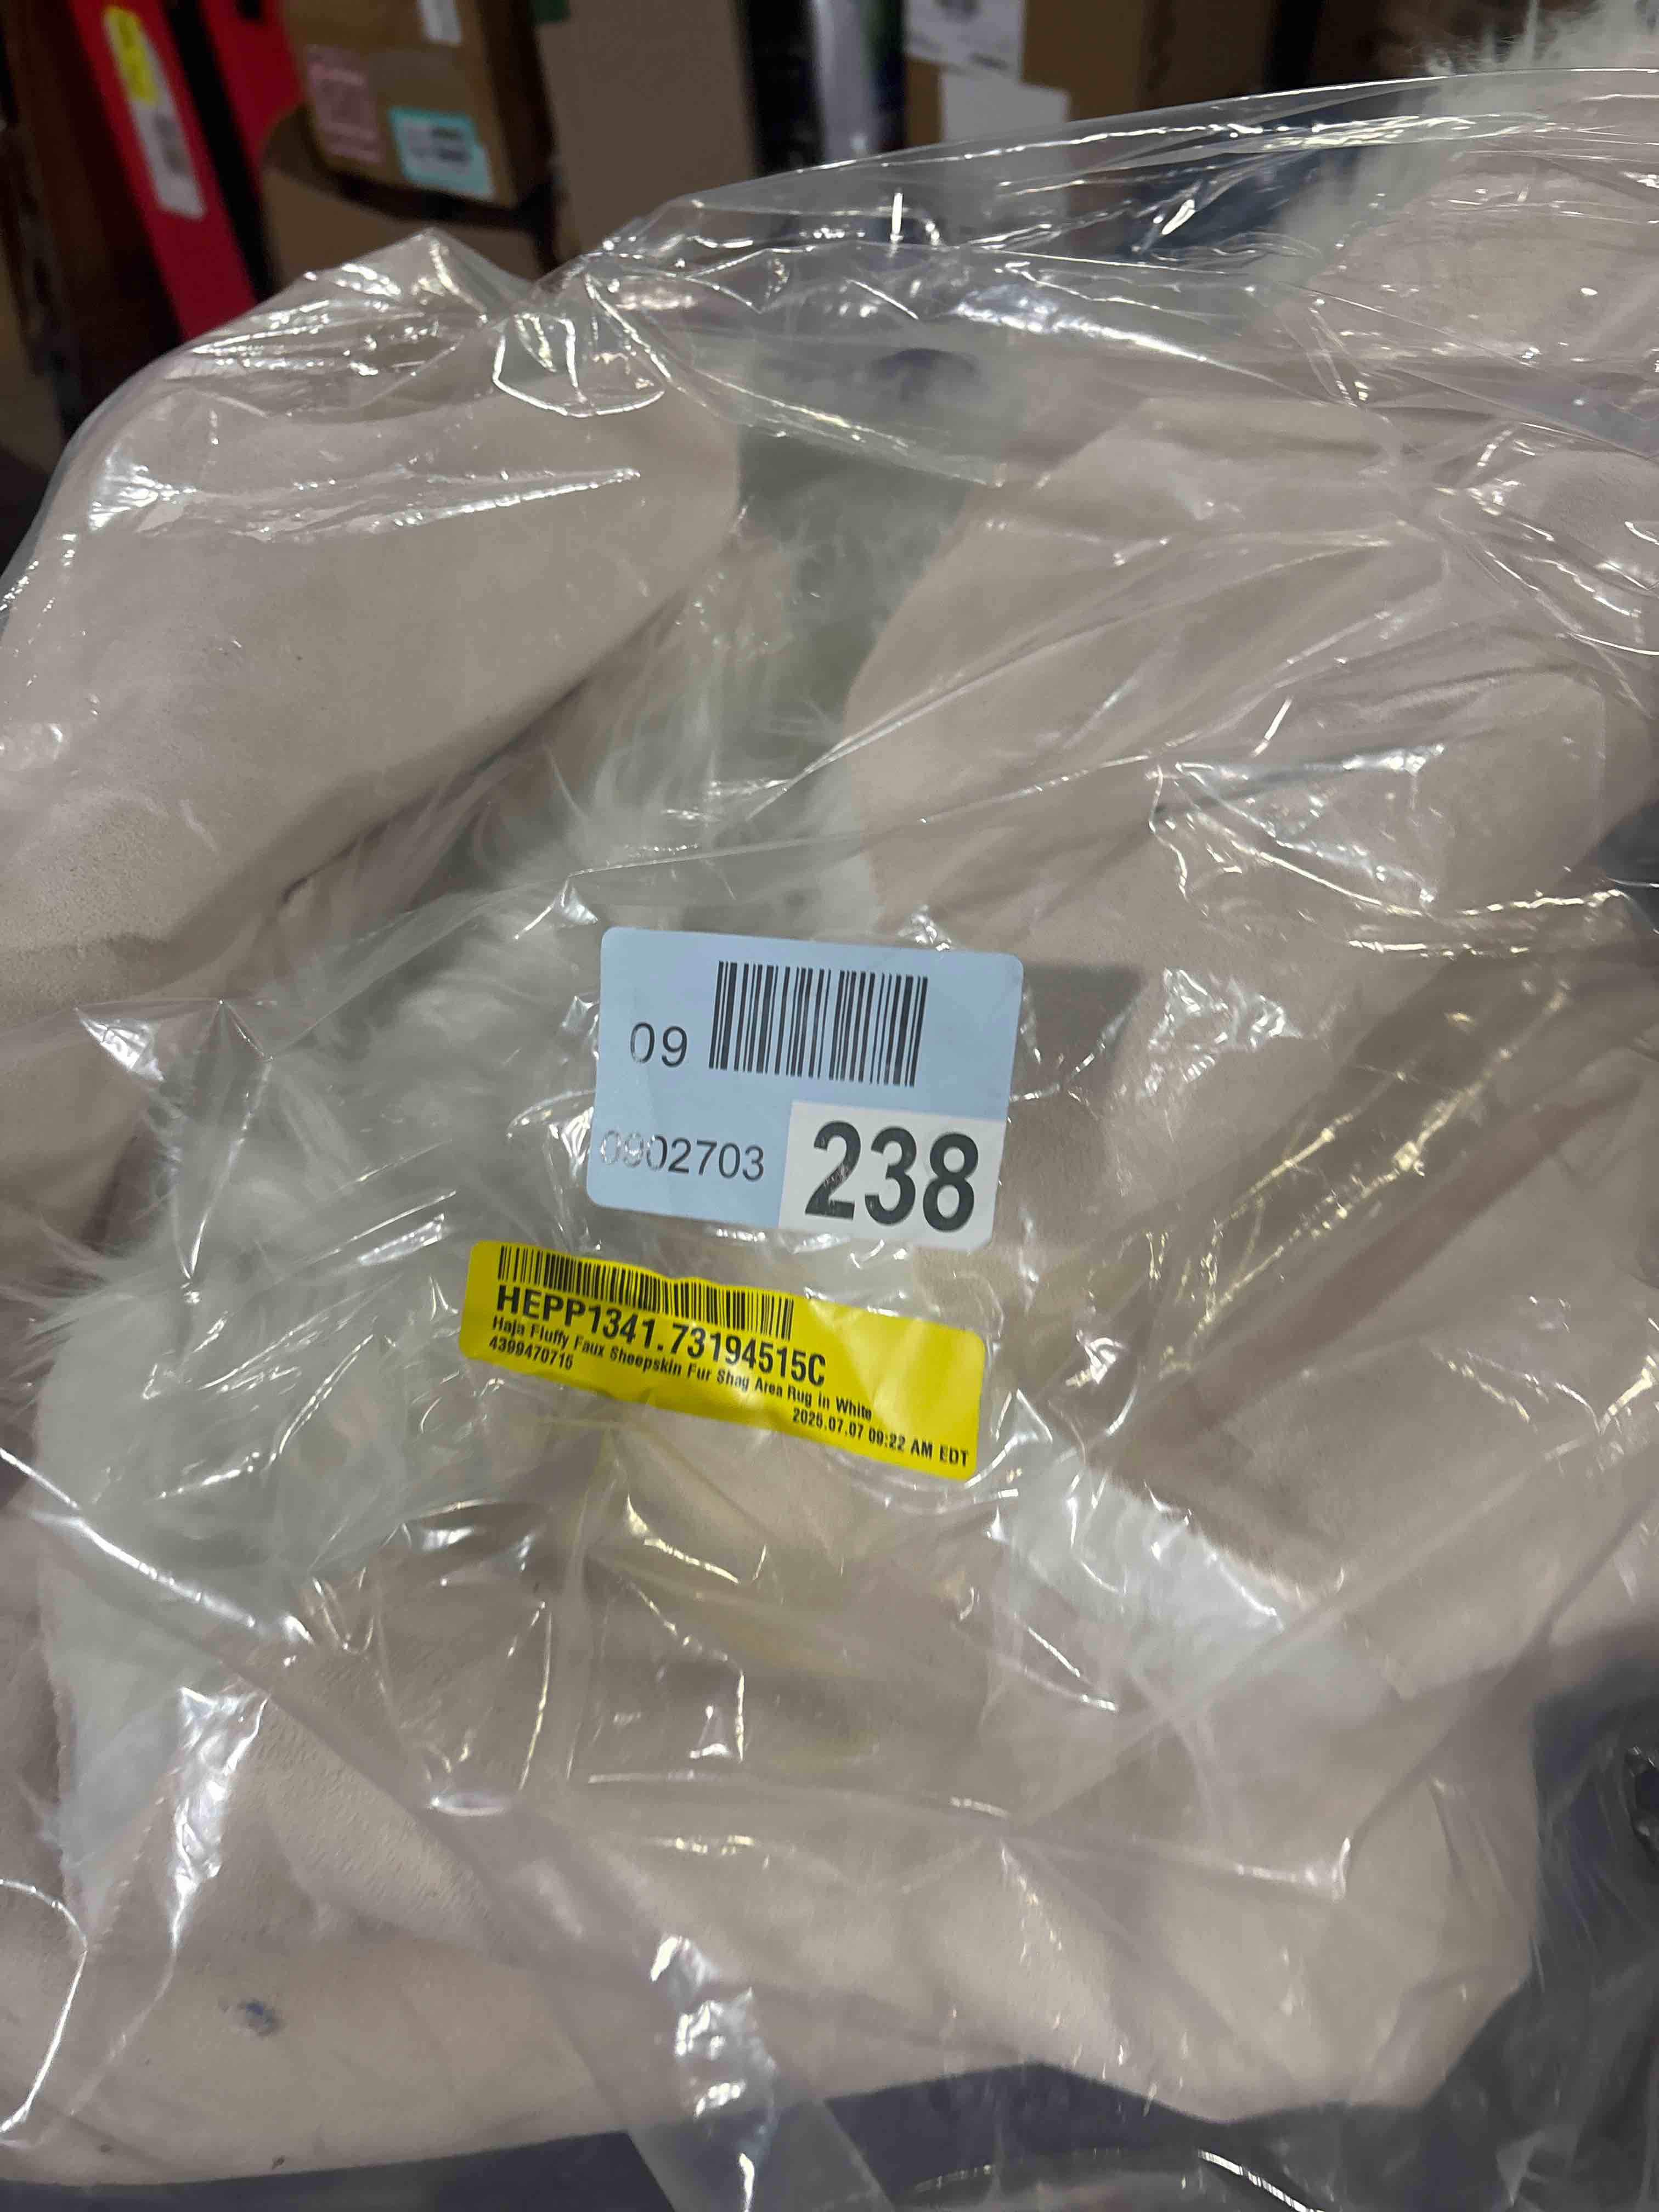 09
0902703
238
HEPP1341.73194515C
Haja Fluffy Faux Sheepskin Fur Shag Area Rug in White
4399470715
2025.07.07 09:22 AM EDT